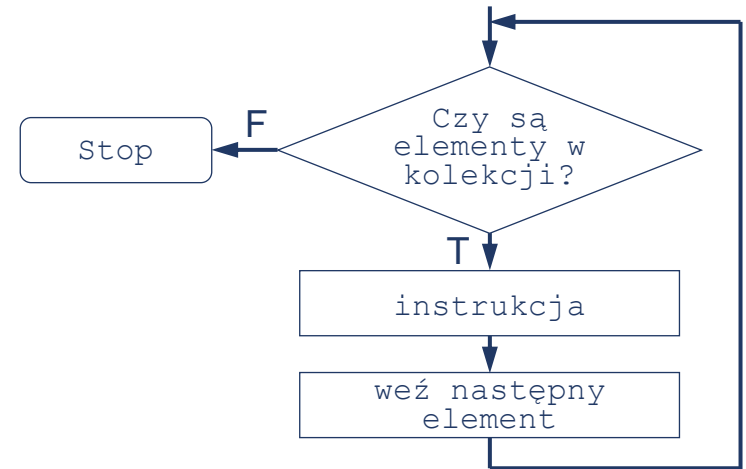 F
Czy są
elementy w
kolekcji?
Stop
T
instrukcja
weź następny
element